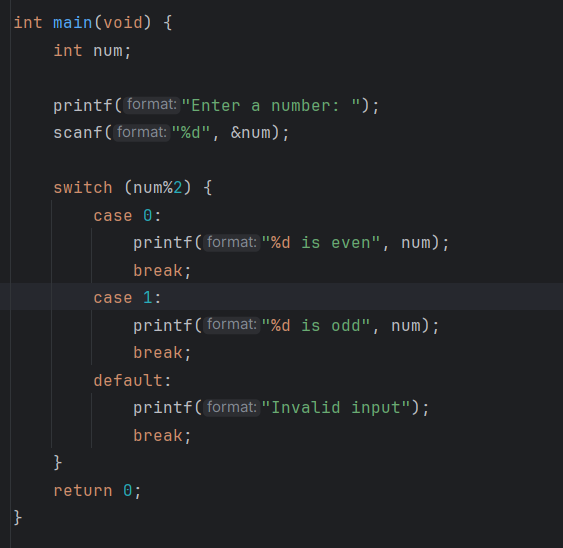 int main(void) {
    int num;

    printf(format:"Enter a number: ");
    scanf(format:"%d", &num);

    switch (num%2) {
        case 0:
            printf(format:"%d is even", num);
            break;
        case 1:
            printf(format:"%d is odd", num);
            break;
        default:
            printf(format:"Invalid input");
            break;
    }
    return 0;
}